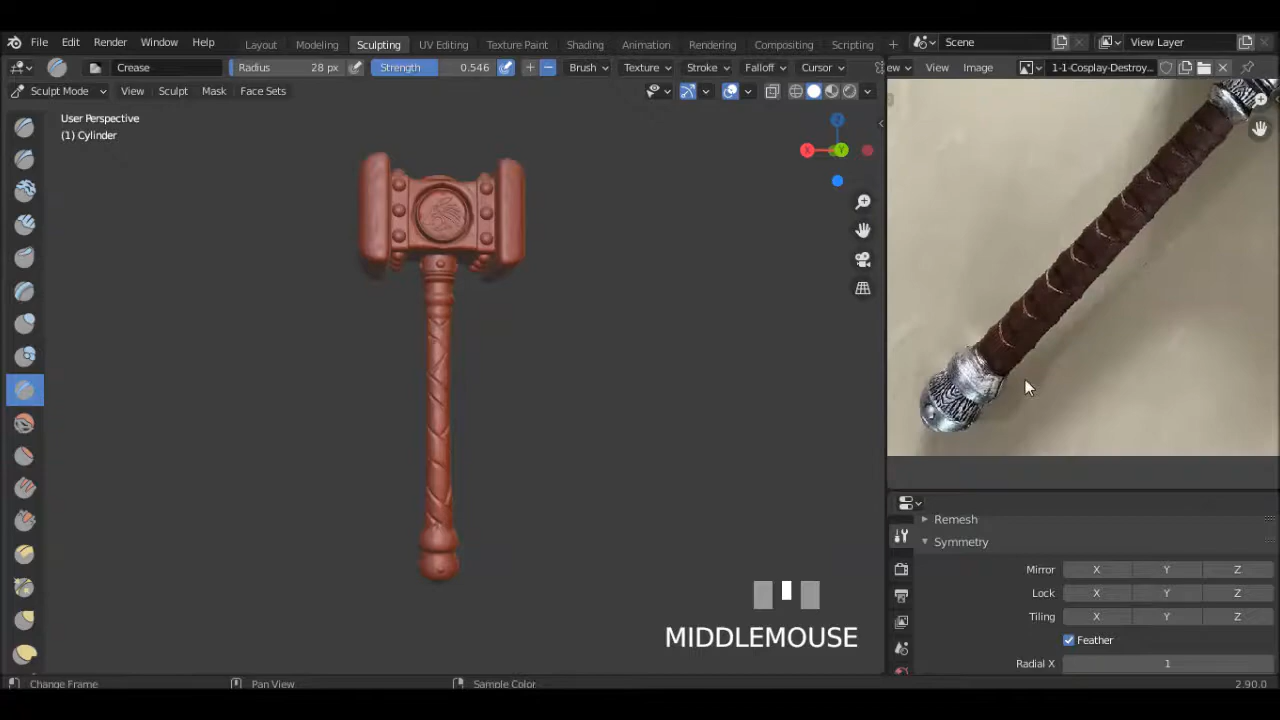 File Edit Render Window Help Layout Modeling Sculpting UV Editing Texture Paint Shading Animation Rendering Compositing Scripting + Scene View Layer
Crease Radius 28 px Strength 0.546 Brush Texture Stroke Falloff Cursor View Image 1-1-Cosplay-Destroy...
Sculpt Mode View Sculpt Mask Face Sets
User Perspective
(1) Cylinder
Z
X Y
Remesh
Symmetry
Mirror X Y Z
Lock X Y Z
Tiling X Y Z
Feather
Radial X 1
MIDDLEMOUSE
Change Frame Pan View Sample Color 2.90.0